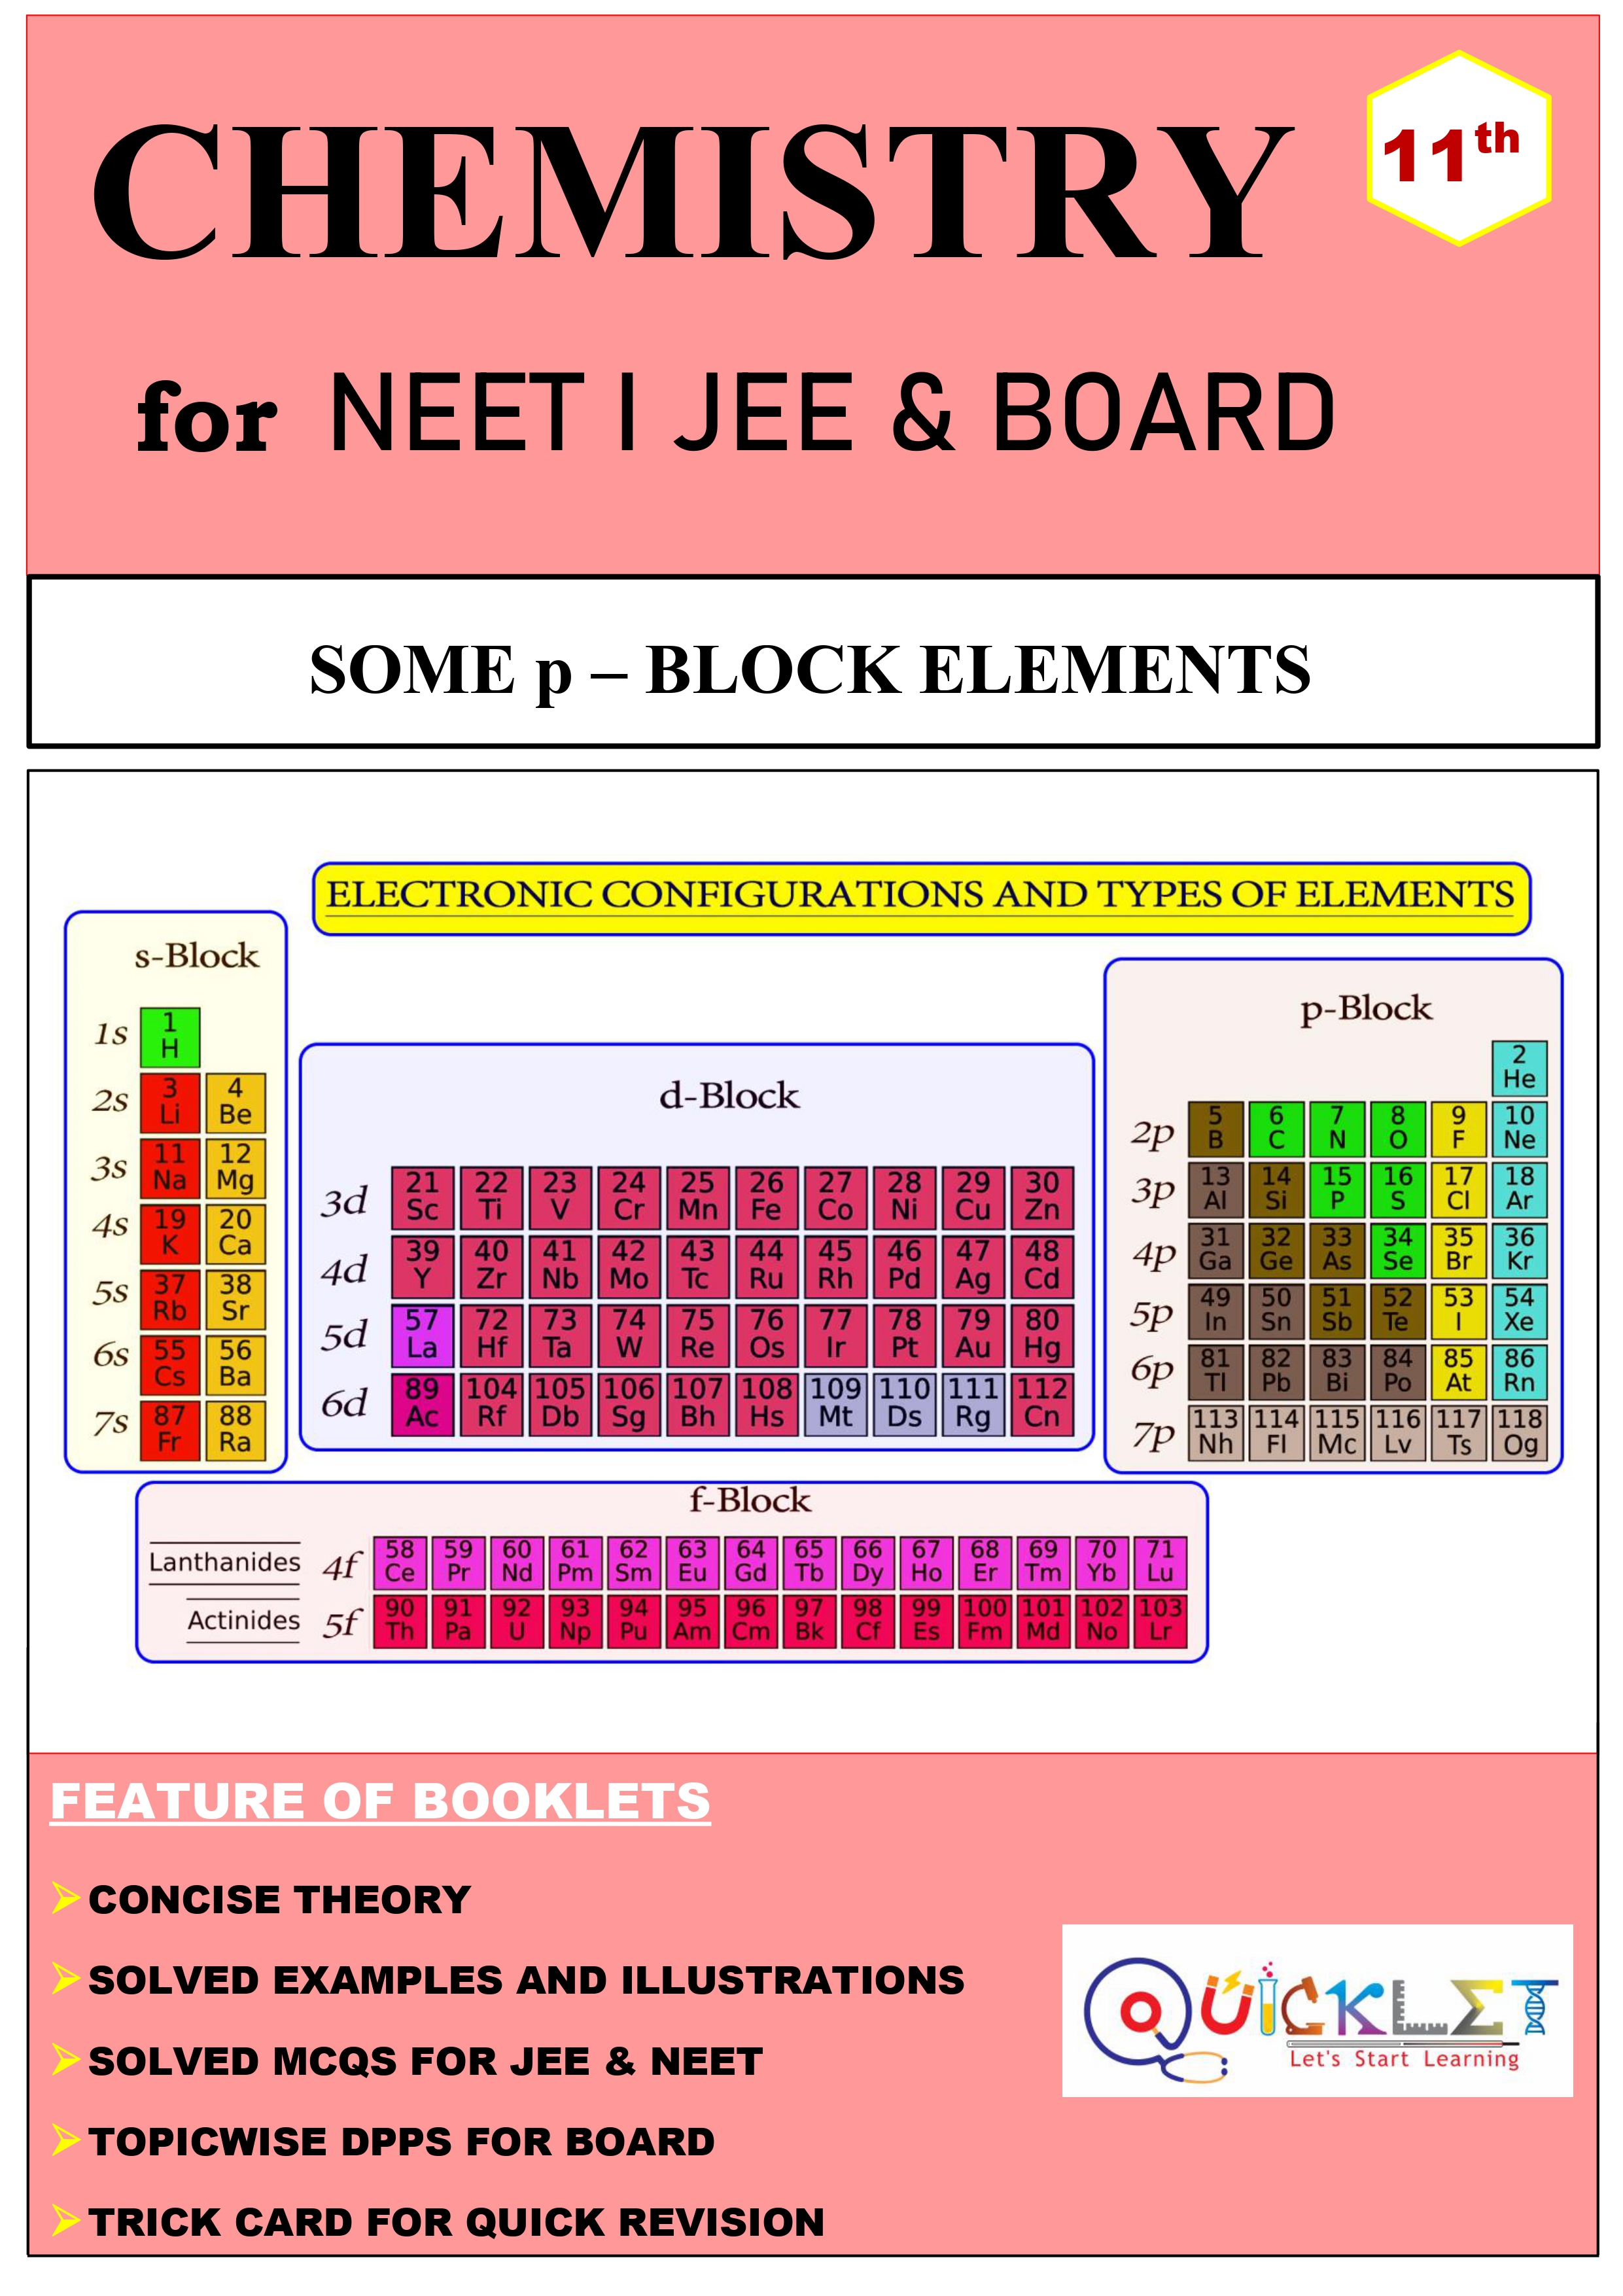 CHEMISTRY
11th
for NEET I JEE & BOARD
SOME p – BLOCK ELEMENTS
ELECTRONIC CONFIGURATIONS AND TYPES OF ELEMENTS
s-Block
1s 1 H
2s 3 Li 4 Be
3s 11 Na 12 Mg
4s 19 K 20 Ca
5s 37 Rb 38 Sr
6s 55 Cs 56 Ba
7s 87 Fr 88 Ra
d-Block
3d 21 Sc 22 Ti 23 V 24 Cr 25 Mn 26 Fe 27 Co 28 Ni 29 Cu 30 Zn
4d 39 Y 40 Zr 41 Nb 42 Mo 43 Tc 44 Ru 45 Rh 46 Pd 47 Ag 48 Cd
5d 57 La 72 Hf 73 Ta 74 W 75 Re 76 Os 77 Ir 78 Pt 79 Au 80 Hg
6d 89 Ac 104 Rf 105 Db 106 Sg 107 Bh 108 Hs 109 Mt 110 Ds 111 Rg 112 Cn
p-Block
2 He
2p 5 B 6 C 7 N 8 O 9 F 10 Ne
3p 13 Al 14 Si 15 P 16 S 17 Cl 18 Ar
4p 31 Ga 32 Ge 33 As 34 Se 35 Br 36 Kr
5p 49 In 50 Sn 51 Sb 52 Te 53 I 54 Xe
6p 81 Tl 82 Pb 83 Bi 84 Po 85 At 86 Rn
7p 113 Nh 114 Fl 115 Mc 116 Lv 117 Ts 118 Og
f-Block
Lanthanides 4f 58 Ce 59 Pr 60 Nd 61 Pm 62 Sm 63 Eu 64 Gd 65 Tb 66 Dy 67 Ho 68 Er 69 Tm 70 Yb 71 Lu
Actinides 5f 90 Th 91 Pa 92 U 93 Np 94 Pu 95 Am 96 Cm 97 Bk 98 Cf 99 Es 100 Fm 101 Md 102 No 103 Lr
FEATURE OF BOOKLETS
CONCISE THEORY
SOLVED EXAMPLES AND ILLUSTRATIONS
SOLVED MCQS FOR JEE & NEET
TOPICWISE DPPS FOR BOARD
TRICK CARD FOR QUICK REVISION
QUICKLET
Let's Start Learning